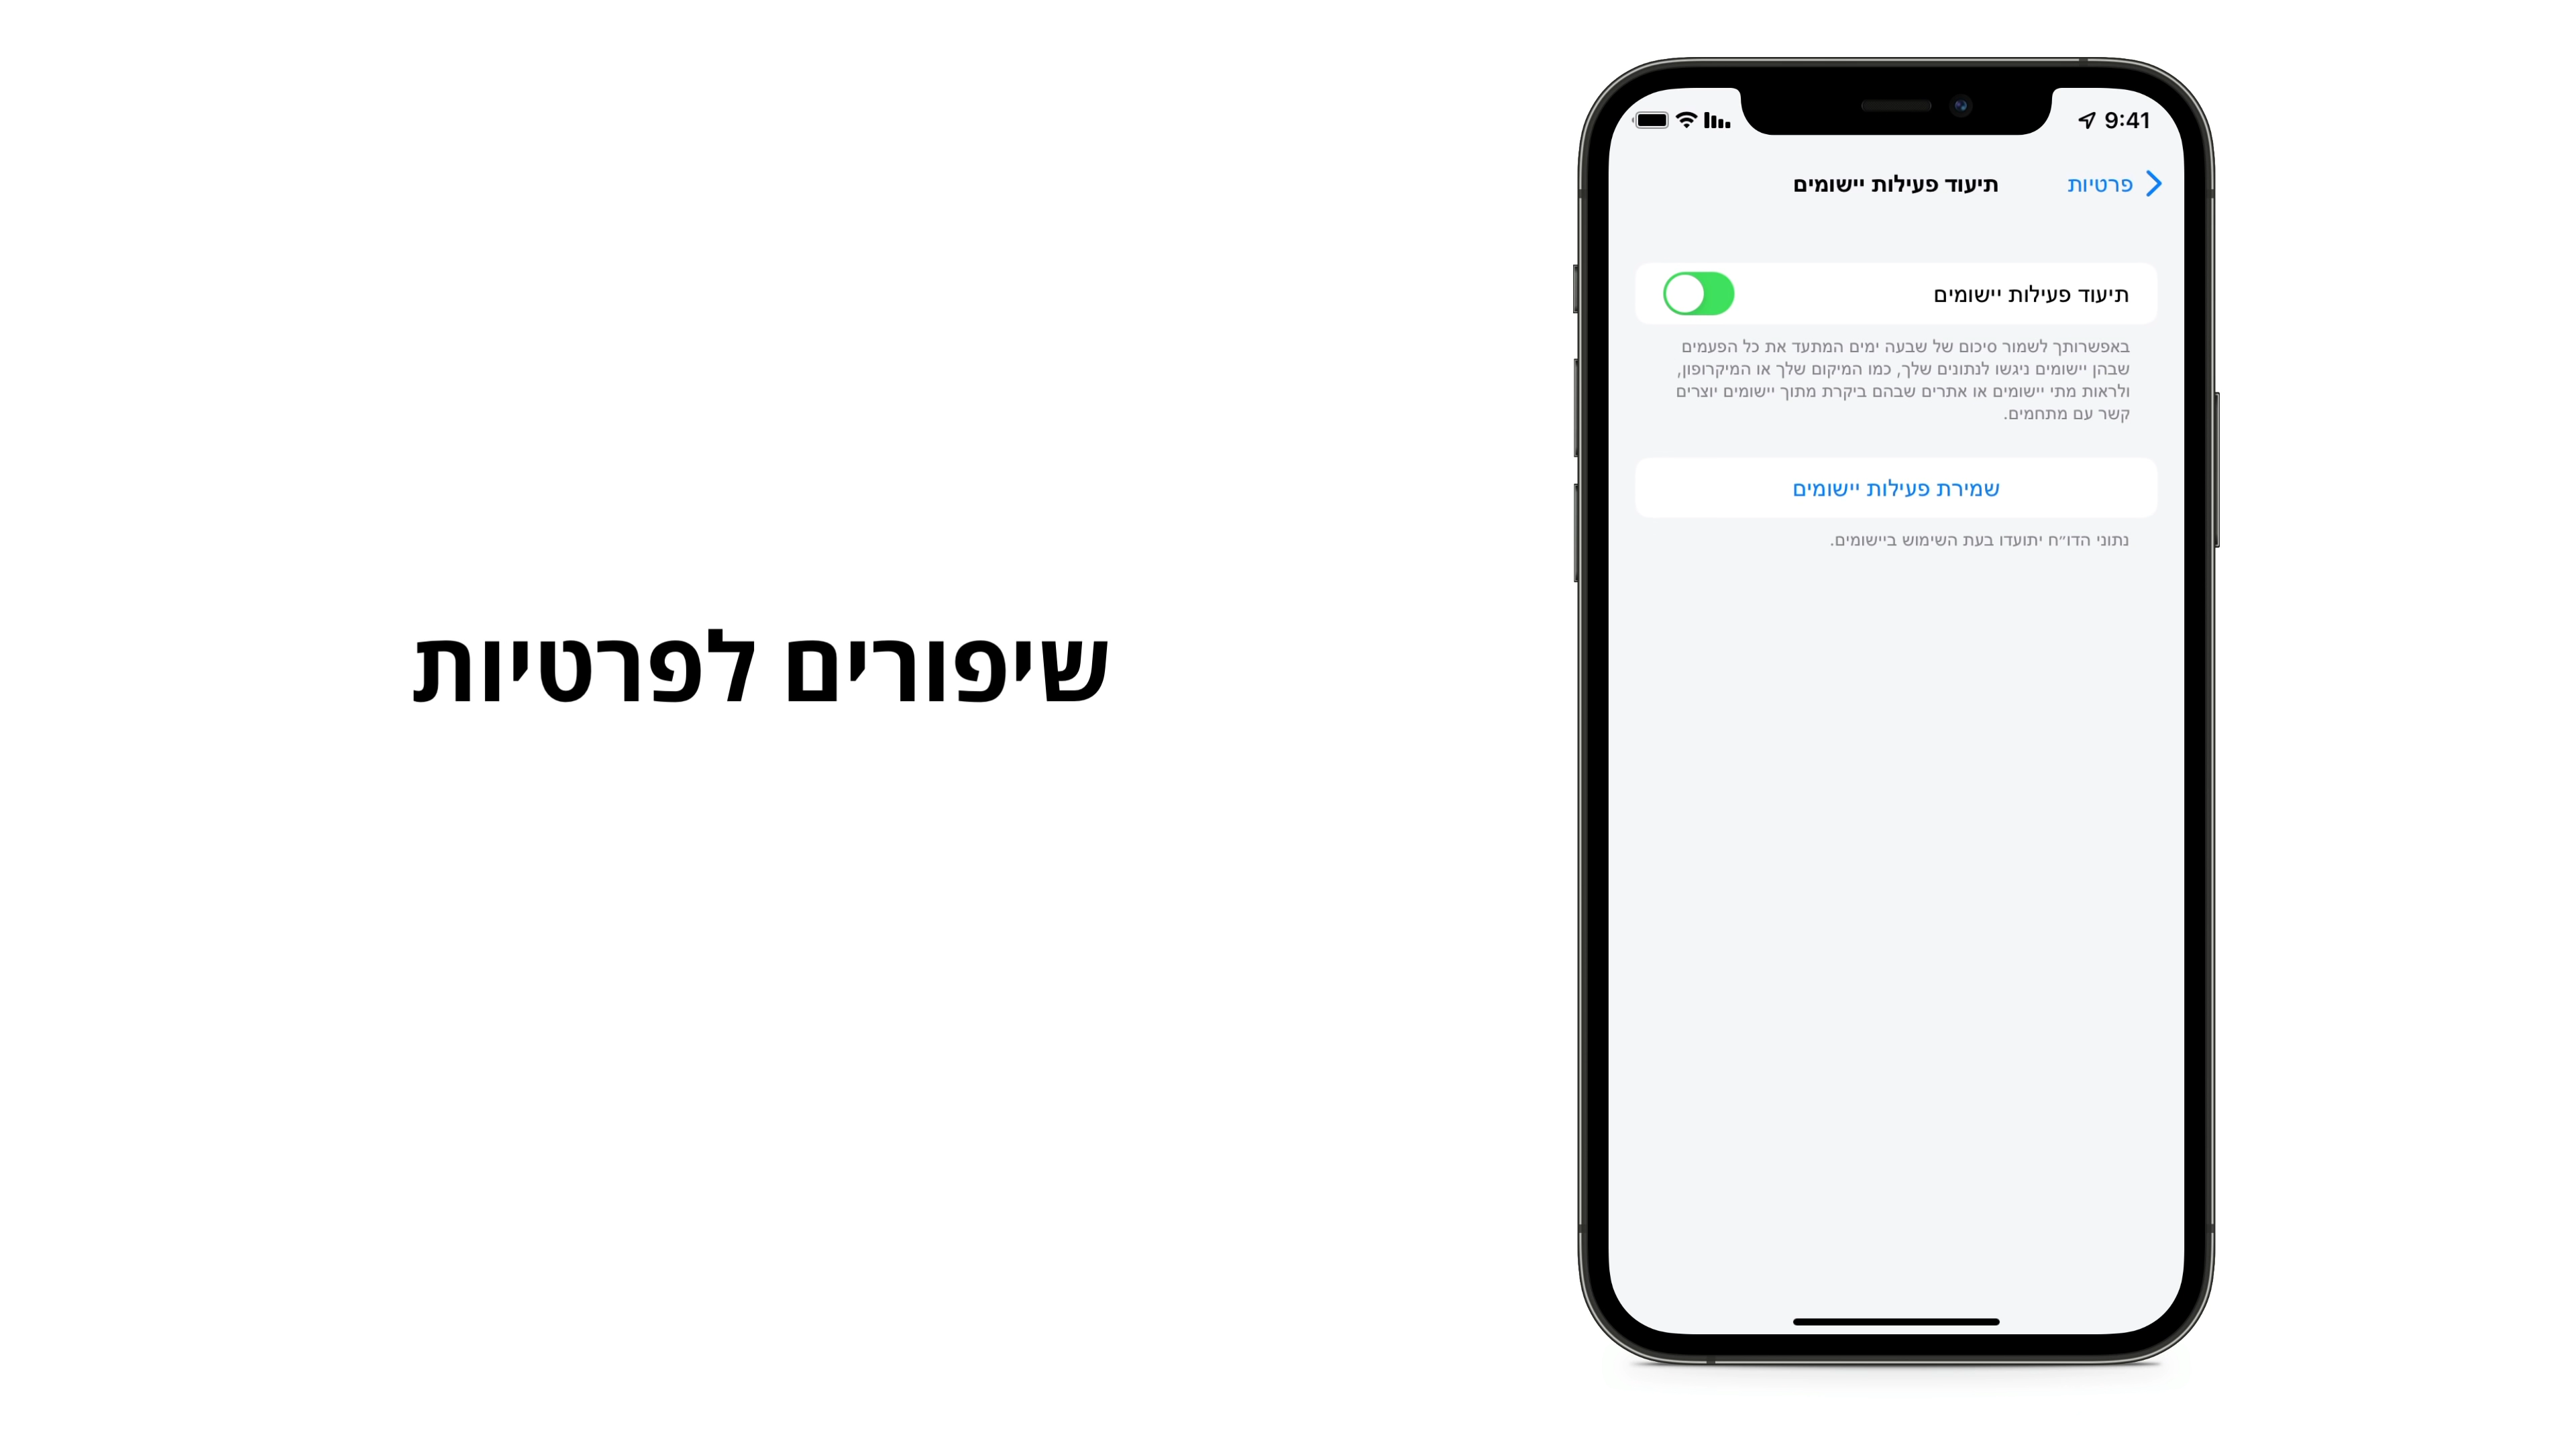 שיפורים לפרטיות
9:41
פרטיות
תיעוד פעילות יישומים
תיעוד פעילות יישומים
באפשרותך לשמור סיכום של שבעה ימים המתעד את כל הפעמים
שבהן יישומים ניגשו לנתונים שלך, כמו המיקום שלך או המיקרופון,
ולראות מתי יישומים או אתרים שבהם ביקרת מתוך יישומים יוצרים
קשר עם מתחמים.
שמירת פעילות יישומים
נתוני הדו״ח יתועדו בעת השימוש ביישומים.